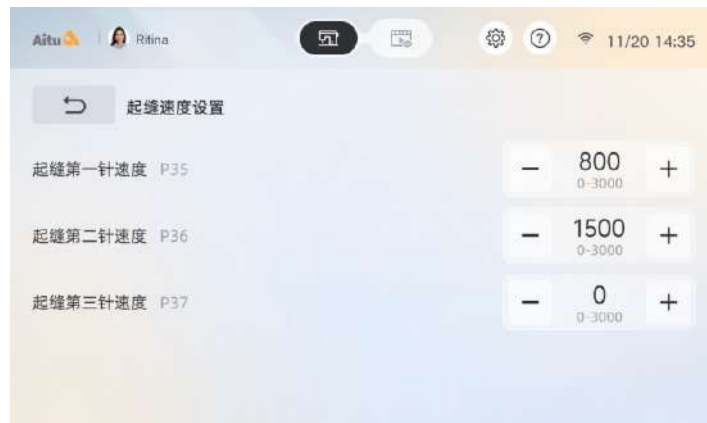 Aitu Ritina 11/20 14:35
起缝速度设置
起缝第一针速度 P35 − 800 +
0-3000
起缝第二针速度 P36 − 1500 +
0-3000
起缝第三针速度 P37 − 0 +
0-3000